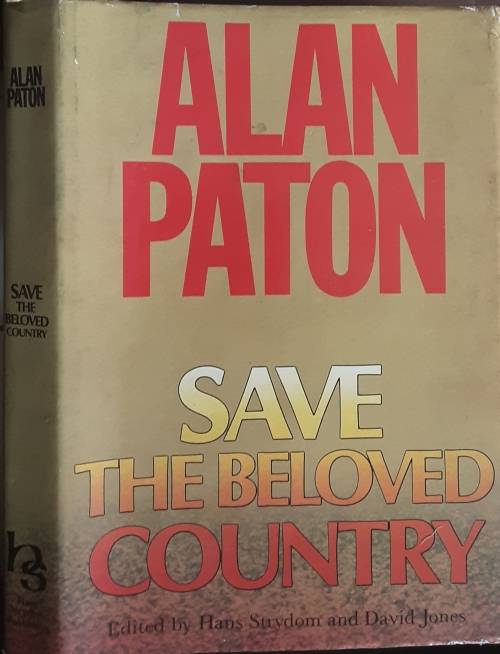 ALAN
PATON
SAVE
THE
BELOVED
COUNTRY
hs
ALAN
PATON
SAVE
THE BELOVED
COUNTRY
Edited by Hans Strydom and David Jones